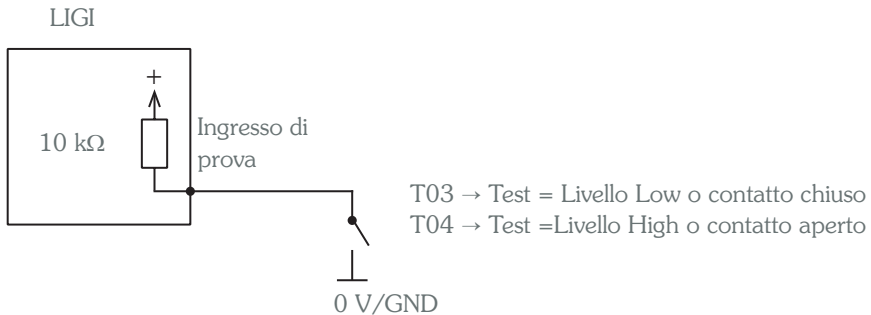 LIGI
+
10 kΩ
Ingresso di
prova
T03 → Test = Livello Low o contatto chiuso
T04 → Test =Livello High o contatto aperto
0 V/GND